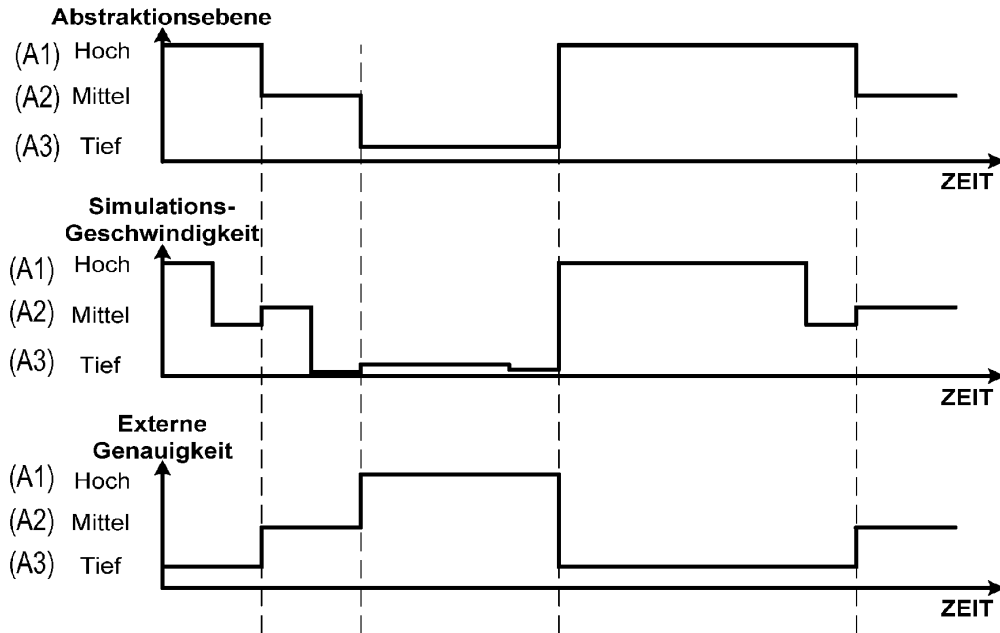 Abstraktionsebene
(A1) Hoch
(A2) Mittel
(A3) Tief
ZEIT
Simulations-
Geschwindigkeit
(A1) Hoch
(A2) Mittel
(A3) Tief
ZEIT
Externe
Genauigkeit
(A1) Hoch
(A2) Mittel
(A3) Tief
ZEIT